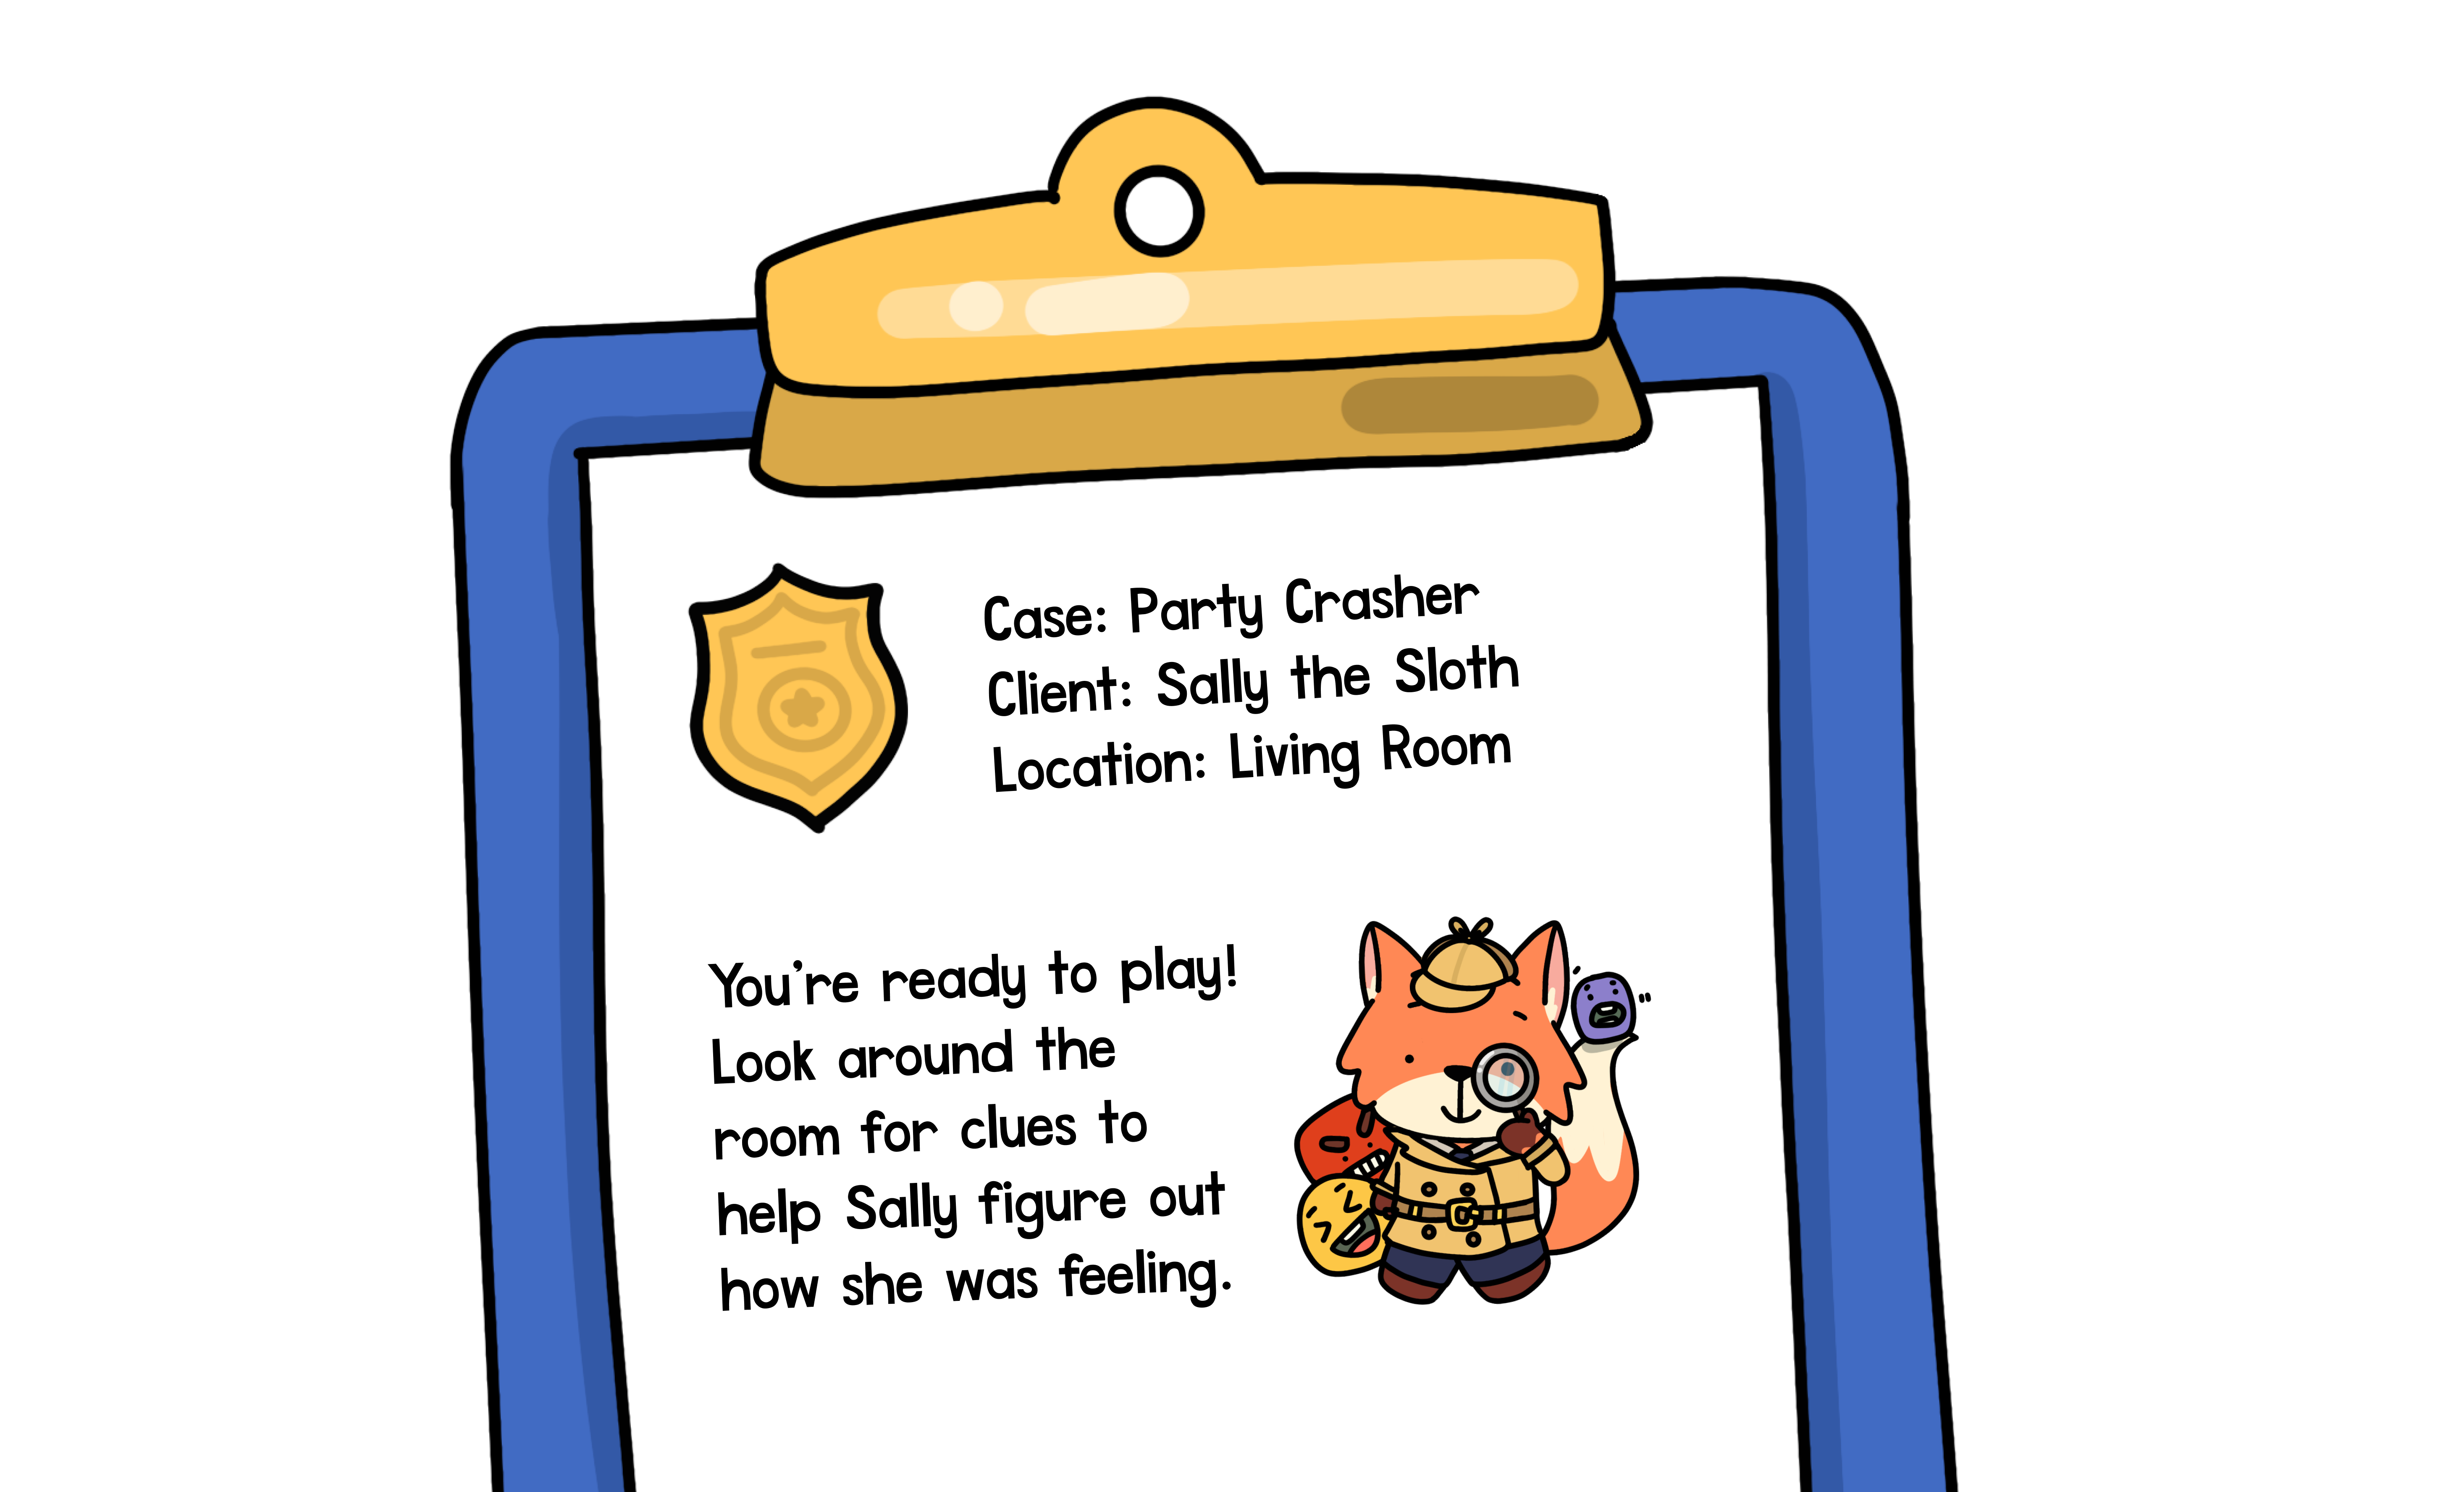 Case: Party Crasher
Client: Sally the Sloth
Location: Living Room
You're ready to play!
Look around the
room for clues to
help Sally figure out
how she was feeling.